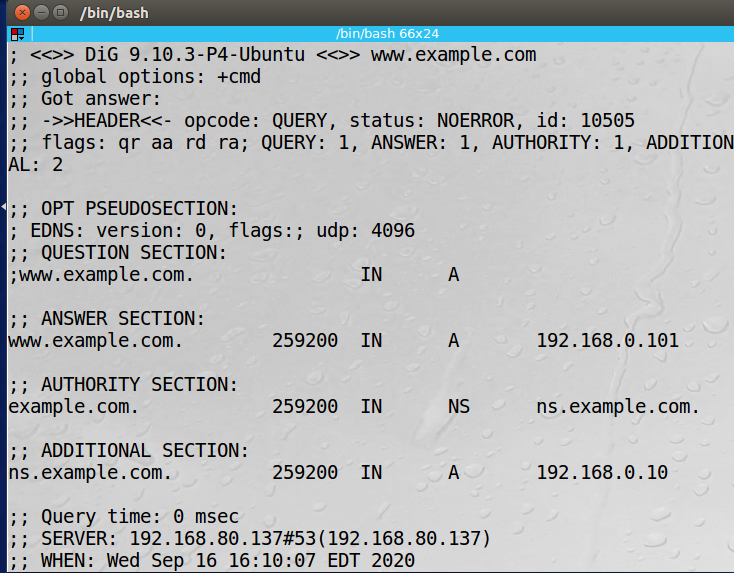 /bin/bash
/bin/bash 66x24
; <<>> DiG 9.10.3-P4-Ubuntu <<>> www.example.com
;; global options: +cmd
;; Got answer:
;; ->>HEADER<<- opcode: QUERY, status: NOERROR, id: 10505
;; flags: qr aa rd ra; QUERY: 1, ANSWER: 1, AUTHORITY: 1, ADDITION
AL: 2
;; OPT PSEUDOSECTION:
; EDNS: version: 0, flags:; udp: 4096
;; QUESTION SECTION:
;www.example.com. IN A
;; ANSWER SECTION:
www.example.com. 259200 IN A 192.168.0.101
;; AUTHORITY SECTION:
example.com. 259200 IN NS ns.example.com.
;; ADDITIONAL SECTION:
ns.example.com. 259200 IN A 192.168.0.10
;; Query time: 0 msec
;; SERVER: 192.168.80.137#53(192.168.80.137)
;; WHEN: Wed Sep 16 16:10:07 EDT 2020